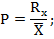 P = Rₓ / X̄ ;